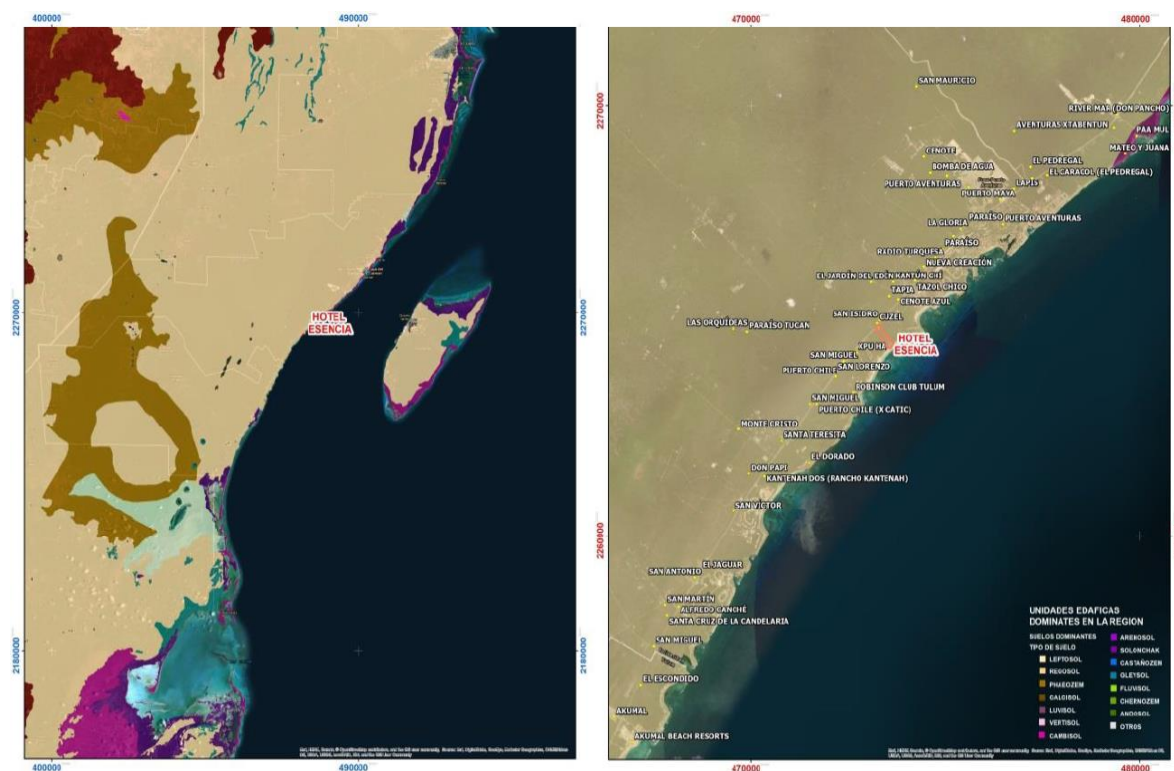 400000
490000
470000
480000
2270000
2180000
HOTEL
ESENCIA
400000
490000
2270000
2260000
SAN MAURICIO
RIVER MAR (DON PANCHO)
AVENTURAS XTABENTUN
PAA MUL
MATEO Y JUANA
CENOTE
BOMBA DE AGUA
EL PEDREGAL
EL CARACOL (EL PEDREGAL)
PUERTO AVENTURAS
LAPIS
PUERTO MAYA
LA GLORIA
PARAÍSO
PUERTO AVENTURAS
PARAISO
RADIO TURQUESA
NUEVA CREACIÓN
EL JARDÍN DEL EDÉN
KANTÚN CHI
TAPIA
TAZOL CHICO
CENOTE AZUL
SAN ISIDRO
CUZEL
LAS ORQUÍDEAS
PARAÍSO TUCAN
HOTEL
ESENCIA
XPU HA
SAN MIGUEL
SAN LORENZO
PUERTO CHILE
ROBINSON CLUB TULUM
SAN MIGUEL
PUERTO CHILE (X CATIC)
MONTE CRISTO
SANTA TERESITA
EL DORADO
DON PAPI
KANTENAH DOS (RANCHO KANTENAH)
SAN VÍCTOR
EL JAGUAR
SAN ANTONIO
SAN MARTÍN
ALFREDO CANCHÉ
SANTA CRUZ DE LA CANDELARIA
SAN MIGUEL
EL ESCONDIDO
AKUMAL
AKUMAL BEACH RESORTS
UNIDADES EDAFICAS
DOMINATES EN LA REGION
SUELOS DOMINANTES
TIPO DE SUELO
LEPTOSOL
REGOSOL
PHAEOZEM
CALCISOL
LUVISOL
VERTISOL
CAMBISOL
ARENOSOL
SOLONCHAK
CASTAÑOZEM
GLEYSOL
FLUVISOL
CHERNOZEM
ANDOSOL
OTROS
470000
480000